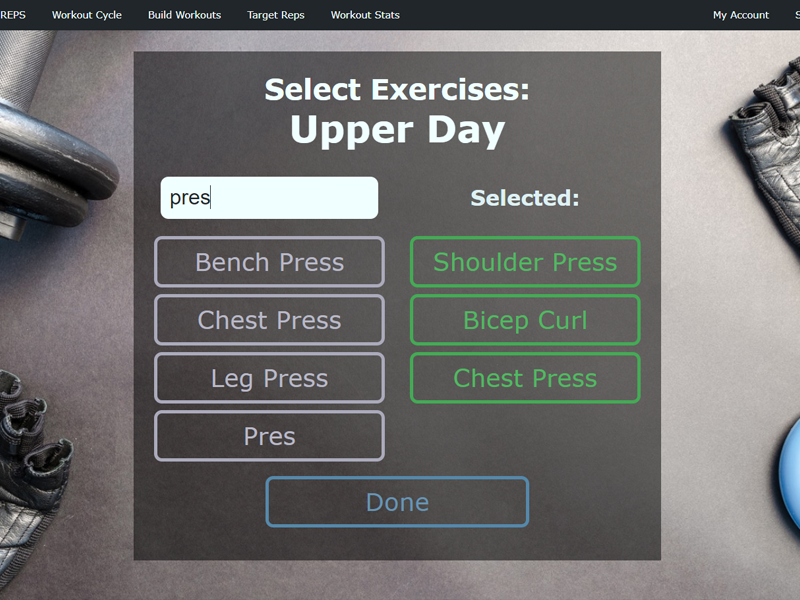 REPS Workout Cycle Build Workouts Target Reps Workout Stats My Account S
Select Exercises:
Upper Day
pres
Selected:
Bench Press
Shoulder Press
Chest Press
Bicep Curl
Leg Press
Chest Press
Pres
Done